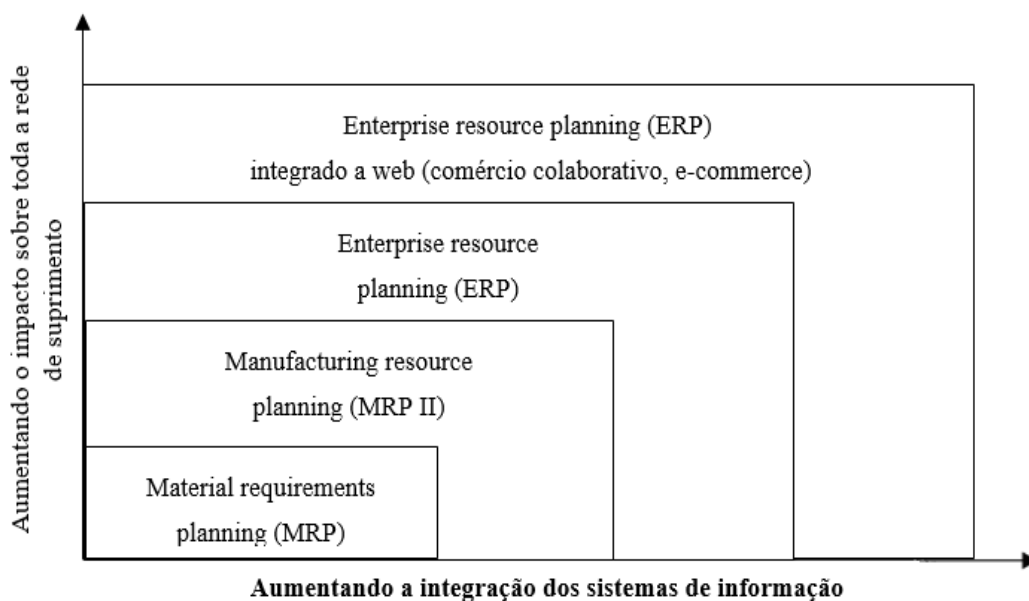 Aumentando o impacto sobre toda a rede
de suprimento
Enterprise resource planning (ERP)
integrado a web (comércio colaborativo, e-commerce)
Enterprise resource
planning (ERP)
Manufacturing resource
planning (MRP II)
Material requirements
planning (MRP)
Aumentando a integração dos sistemas de informação